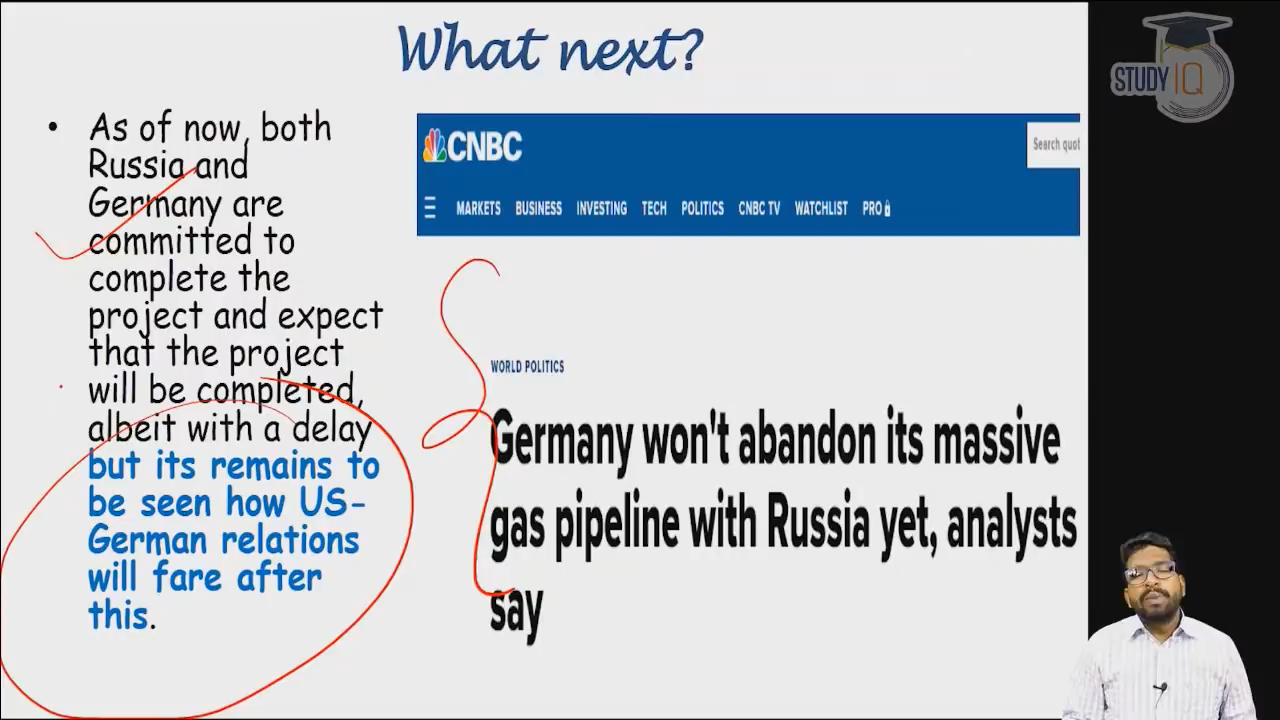 What next?
STUDY IQ
• As of now, both
Russia and
Germany are
committed to
complete the
project and expect
that the project
will be completed,
albeit with a delay
but its remains to
be seen how US-
German relations
will fare after
this.
CNBC
Search quot
MARKETS BUSINESS INVESTING TECH POLITICS CNBC TV WATCHLIST PRO
WORLD POLITICS
Germany won't abandon its massive
gas pipeline with Russia yet, analysts
say